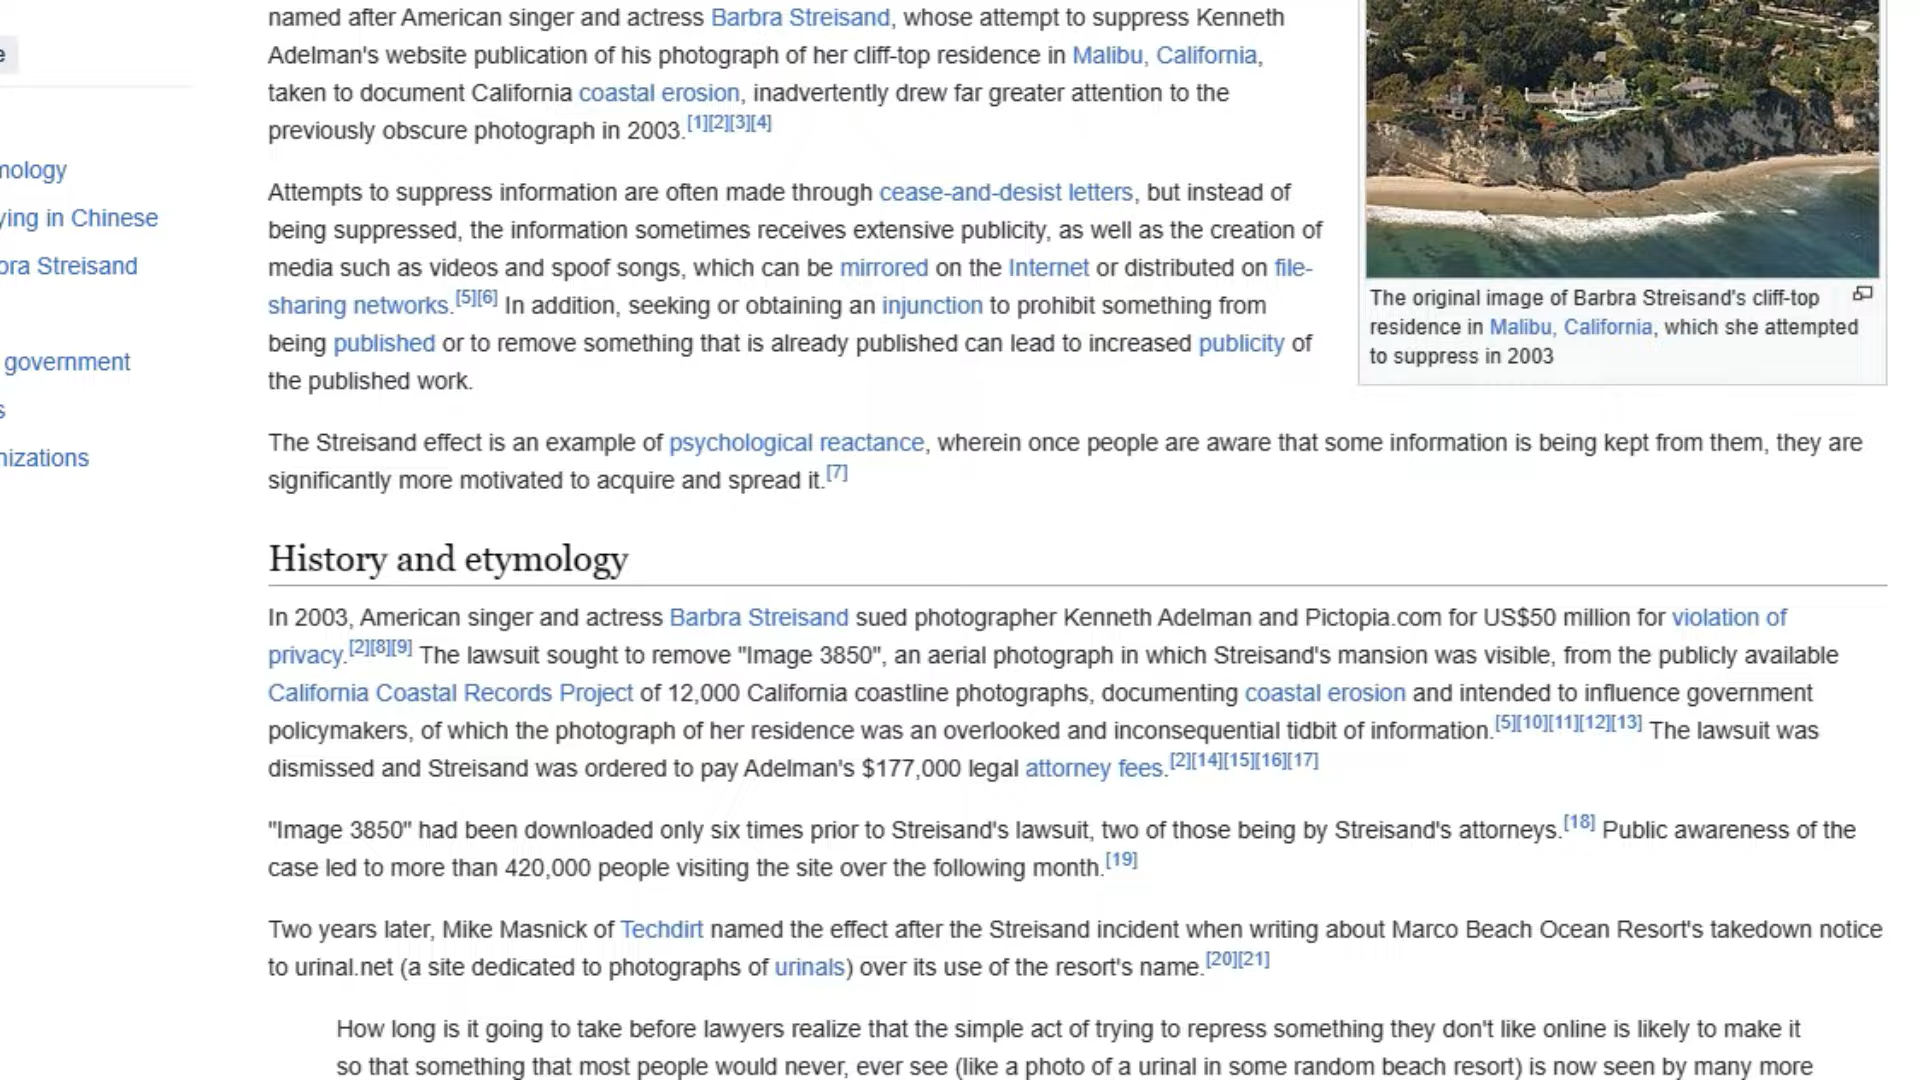 named after American singer and actress Barbra Streisand, whose attempt to suppress Kenneth
Adelman's website publication of his photograph of her cliff-top residence in Malibu, California,
taken to document California coastal erosion, inadvertently drew far greater attention to the
previously obscure photograph in 2003.[1][2][3][4]
Attempts to suppress information are often made through cease-and-desist letters, but instead of
being suppressed, the information sometimes receives extensive publicity, as well as the creation of
media such as videos and spoof songs, which can be mirrored on the Internet or distributed on file-
sharing networks.[5][6] In addition, seeking or obtaining an injunction to prohibit something from
being published or to remove something that is already published can lead to increased publicity of
the published work.
The original image of Barbra Streisand's cliff-top
residence in Malibu, California, which she attempted
to suppress in 2003
The Streisand effect is an example of psychological reactance, wherein once people are aware that some information is being kept from them, they are
significantly more motivated to acquire and spread it.[7]
History and etymology
In 2003, American singer and actress Barbra Streisand sued photographer Kenneth Adelman and Pictopia.com for US$50 million for violation of
privacy.[2][8][9] The lawsuit sought to remove "Image 3850", an aerial photograph in which Streisand's mansion was visible, from the publicly available
California Coastal Records Project of 12,000 California coastline photographs, documenting coastal erosion and intended to influence government
policymakers, of which the photograph of her residence was an overlooked and inconsequential tidbit of information.[5][10][11][12][13] The lawsuit was
dismissed and Streisand was ordered to pay Adelman's $177,000 legal attorney fees.[2][14][15][16][17]
"Image 3850" had been downloaded only six times prior to Streisand's lawsuit, two of those being by Streisand's attorneys.[18] Public awareness of the
case led to more than 420,000 people visiting the site over the following month.[19]
Two years later, Mike Masnick of Techdirt named the effect after the Streisand incident when writing about Marco Beach Ocean Resort's takedown notice
to urinal.net (a site dedicated to photographs of urinals) over its use of the resort's name.[20][21]
How long is it going to take before lawyers realize that the simple act of trying to repress something they don't like online is likely to make it
so that something that most people would never, ever see (like a photo of a urinal in some random beach resort) is now seen by many more
e
mology
ying in Chinese
bra Streisand
government
s
nizations